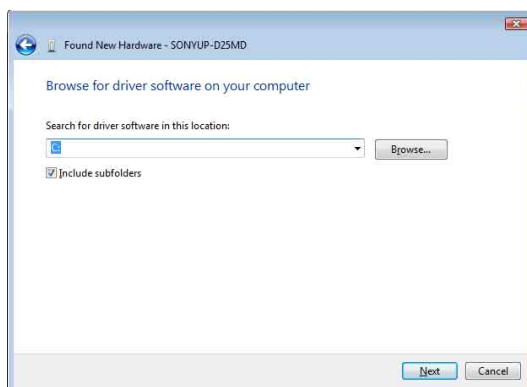 Found New Hardware - SONYUP-D25MD
Browse for driver software on your computer
Search for driver software in this location:
C:
Browse...
Include subfolders
Next Cancel